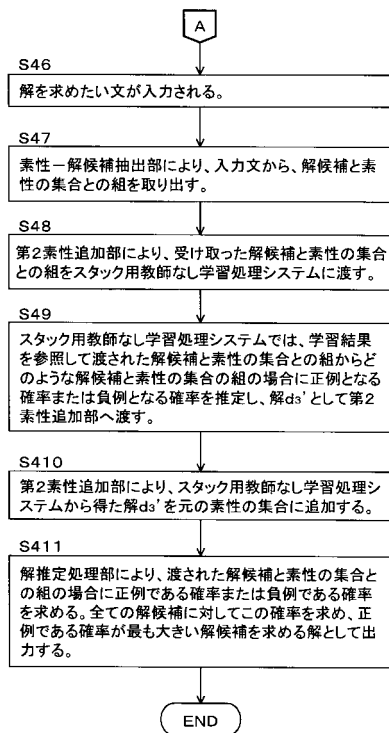 A
S46
解を求めたい文が入力される。
S47
素性－解候補抽出部により、入力文から、解候補と素
性の集合との組を取り出す。
S48
第2素性追加部により、受け取った解候補と素性の集合
との組をスタック用教師なし学習処理システムに渡す。
S49
スタック用教師なし学習処理システムでは、学習結果
を参照して渡された解候補と素性の集合との組からど
のような解候補と素性の集合の組の場合に正例となる
確率または負例となる確率を推定し、解d₃'として第2
素性追加部へ渡す。
S410
第2素性追加部により、スタック用教師なし学習処理シ
ステムから得た解d₃'を元の素性の集合に追加する。
S411
解推定処理部により、渡された解候補と素性の集合と
の組の場合に正例である確率または負例である確率
を求める。全ての解候補に対してこの確率を求め、正
例である確率が最も大きい解候補を求める解として出
力する。
END